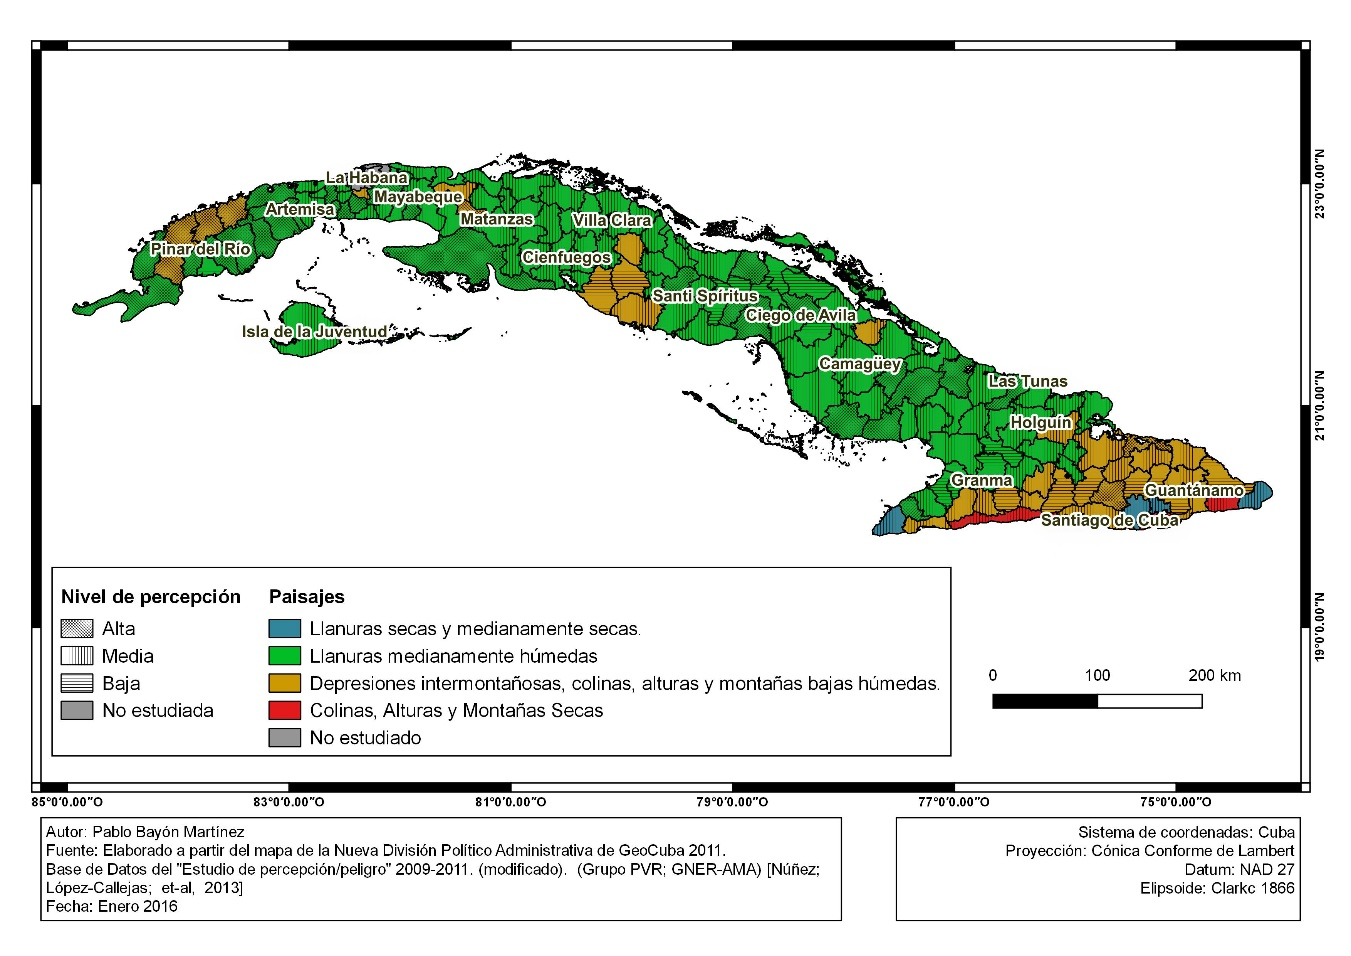 La Habana
Mayabeque
Artemisa
Matanzas
Villa Clara
Pinar del Río
Cienfuegos
Santi Spíritus
Ciego de Avila
Isla de la Juventud
Camagüey
Las Tunas
Holguín
Granma
Guantánamo
Santiago de Cuba
23°0'0.00"N
21°0'0.00"N
19°0'0.00"N
Nivel de percepción
Alta
Media
Baja
No estudiada
Paisajes
Llanuras secas y medianamente secas.
Llanuras medianamente húmedas
Depresiones intermontañosas, colinas, alturas y montañas bajas húmedas.
Colinas, Alturas y Montañas Secas
No estudiado
0 100 200 km
85°0'0.00"O 83°0'0.00"O 81°0'0.00"O 79°0'0.00"O 77°0'0.00"O 75°0'0.00"O
Autor: Pablo Bayón Martínez
Fuente: Elaborado a partir del mapa de la Nueva División Político Administrativa de GeoCuba 2011.
Base de Datos del "Estudio de percepción/peligro" 2009-2011. (modificado). (Grupo PVR; GNER-AMA) [Núñez;
López-Callejas; et-al, 2013]
Fecha: Enero 2016
Sistema de coordenadas: Cuba
Proyección: Cónica Conforme de Lambert
Datum: NAD 27
Elipsoide: Clarkc 1866